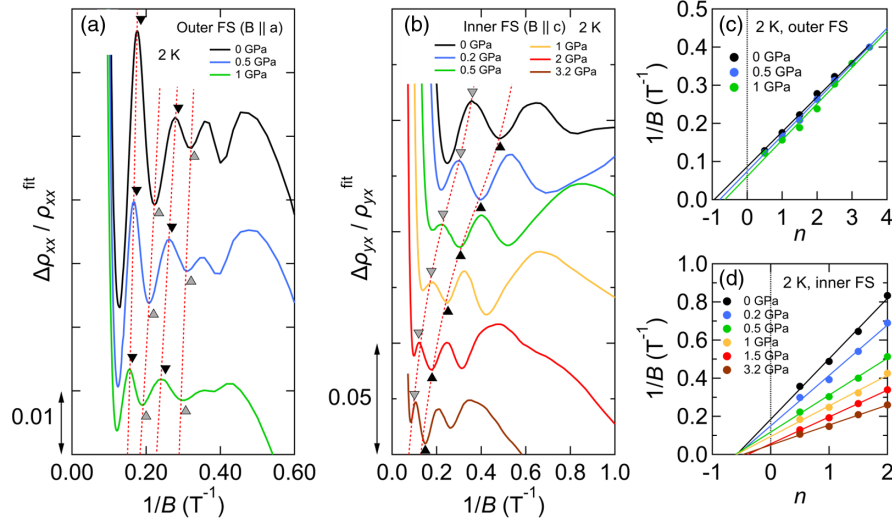 (a)
Outer FS (B || a)
2 K
0 GPa
0.5 GPa
1 GPa
Δρxx / ρxx^fit
0.01
0.00 0.20 0.40 0.60
1/B (T⁻¹)
(b)
Inner FS (B || c) 2 K
0 GPa
0.2 GPa
0.5 GPa
1 GPa
2 GPa
3.2 GPa
Δρyx / ρyx^fit
0.05
0.0 0.2 0.4 0.6 0.8 1.0
1/B (T⁻¹)
(c) 2 K, outer FS
0 GPa
0.5 GPa
1 GPa
1/B (T⁻¹)
0.5
0.4
0.3
0.2
0.1
0.0
-1 0 1 2 3 4
n
(d) 2 K, inner FS
0 GPa
0.2 GPa
0.5 GPa
1 GPa
1.5 GPa
3.2 GPa
1/B (T⁻¹)
1.0
0.8
0.6
0.4
0.2
0.0
-1 0 1 2
n